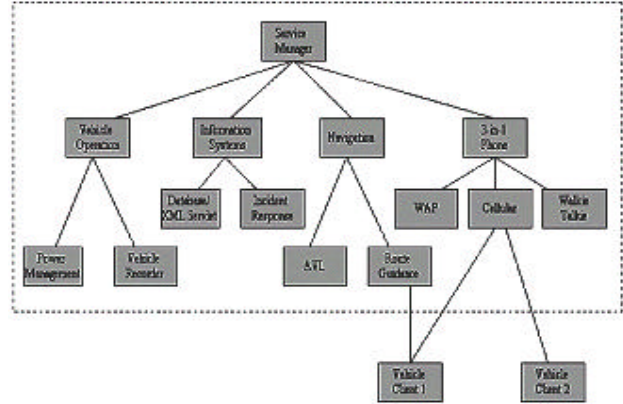 Service
Manager
Vehicle
Operation
Information
Systems
Navigation
3-in-1
Phone
Database/
XML Servlet
Incident
Response
WAP
Cellular
Walkie
Talkie
Power
Management
Vehicle
Recorder
AVL
Route
Guidance
Vehicle
Client 1
Vehicle
Client 2